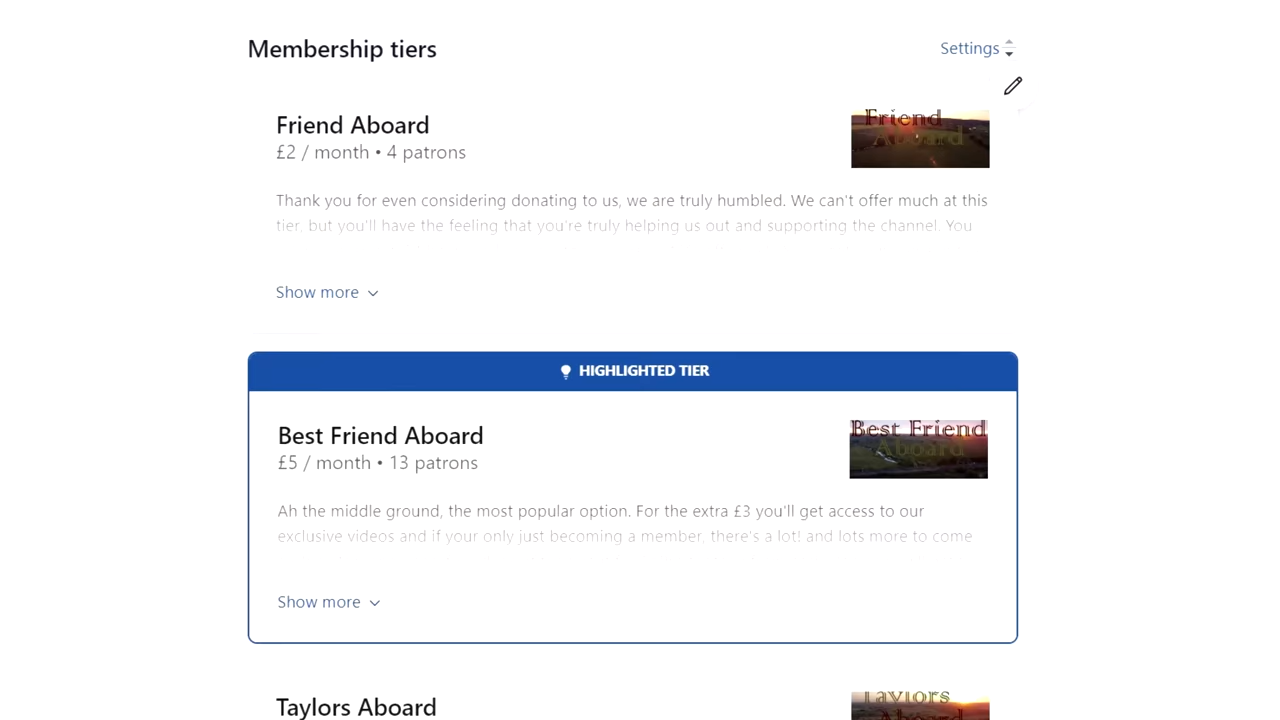 Membership tiers
Settings
Friend Aboard
£2 / month • 4 patrons
Friend
Aboard
Thank you for even considering donating to us, we are truly humbled. We can't offer much at this
tier, but you'll have the feeling that you're truly helping us out and supporting the channel. You
Show more
HIGHLIGHTED TIER
Best Friend Aboard
£5 / month • 13 patrons
Best Friend
Aboard
Ah the middle ground, the most popular option. For the extra £3 you'll get access to our
exclusive videos and if your only just becoming a member, there's a lot! and lots more to come
Show more
Taylors Aboard
Taylors
Aboard